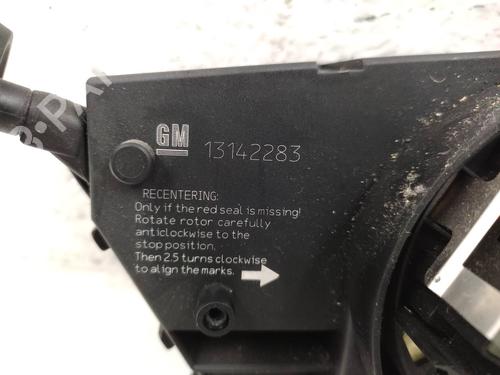 GM 13142283
RECENTERING:
Only if the red seal is missing!
Rotate rotor carefully
anticlockwise to the
stop position.
Then 2.5 turns clockwise
to align the marks.